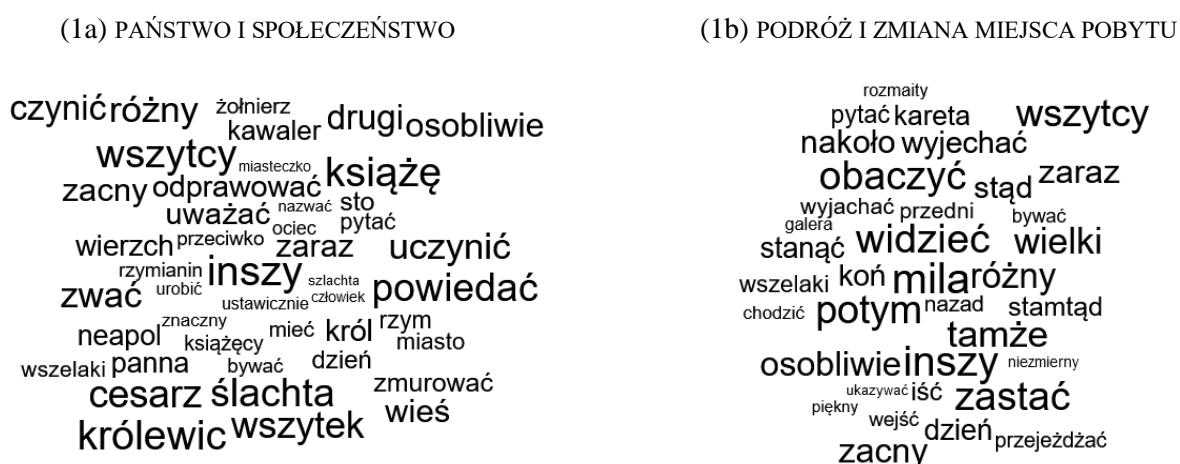 (1a) PAŃSTWO I SPOŁECZEŃSTWO
czynić różny żołnierz drugi osobliwie
kawaler
wszytcy miasteczko książę
zacny odprawować sto
uważać nazwać pytać
ociec
wierzch przeciwko zaraz uczynić
rzymianin inszy szlachta powiedać
zwać urobić ustawicznie człowiek
neapol znaczny mieć król rzym
książęcy miasto
wszelaki panna bywać dzień
cesarz ślachta zmurować
wieś
królewic wszytek
(1b) PODRÓŻ I ZMIANA MIEJSCA POBYTU
rozmaity
pytać kareta wszytcy
nakoło wyjechać
obaczyć stąd zaraz
wyjachać przedni bywać
galera
stanąć widzieć wielki
wszelaki koń mila różny
chodzić potym nazad stamtąd
tamże
osobliwie inszy niezmierny
ukazywać iść zastać
piękny
wejść dzień przejeżdżać
zacny